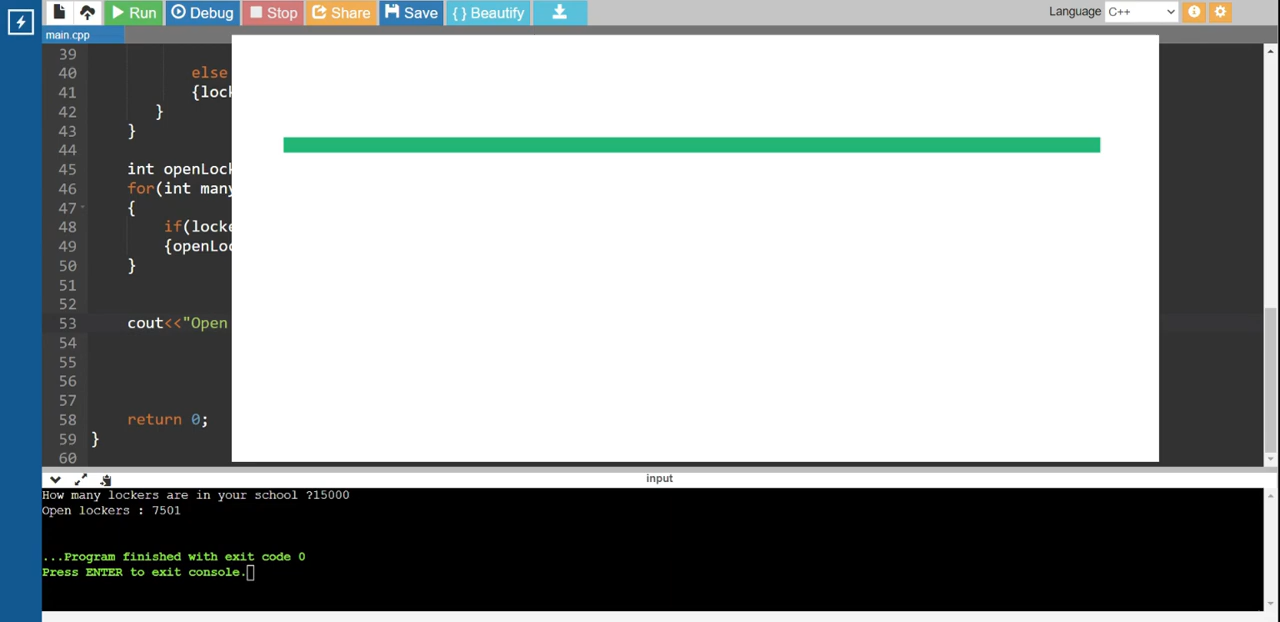 Run Debug Stop Share Save { } Beautify Language C++
main.cpp
39
40 else
41 {lock
42 }
43 }
44
45 int openLock
46 for(int many
47 {
48 if(locke
49 {openLoc
50 }
51
52
53 cout<<"Open
54
55
56
57
58 return 0;
59 }
60
input
How many lockers are in your school ?15000
Open lockers : 7501
...Program finished with exit code 0
Press ENTER to exit console.